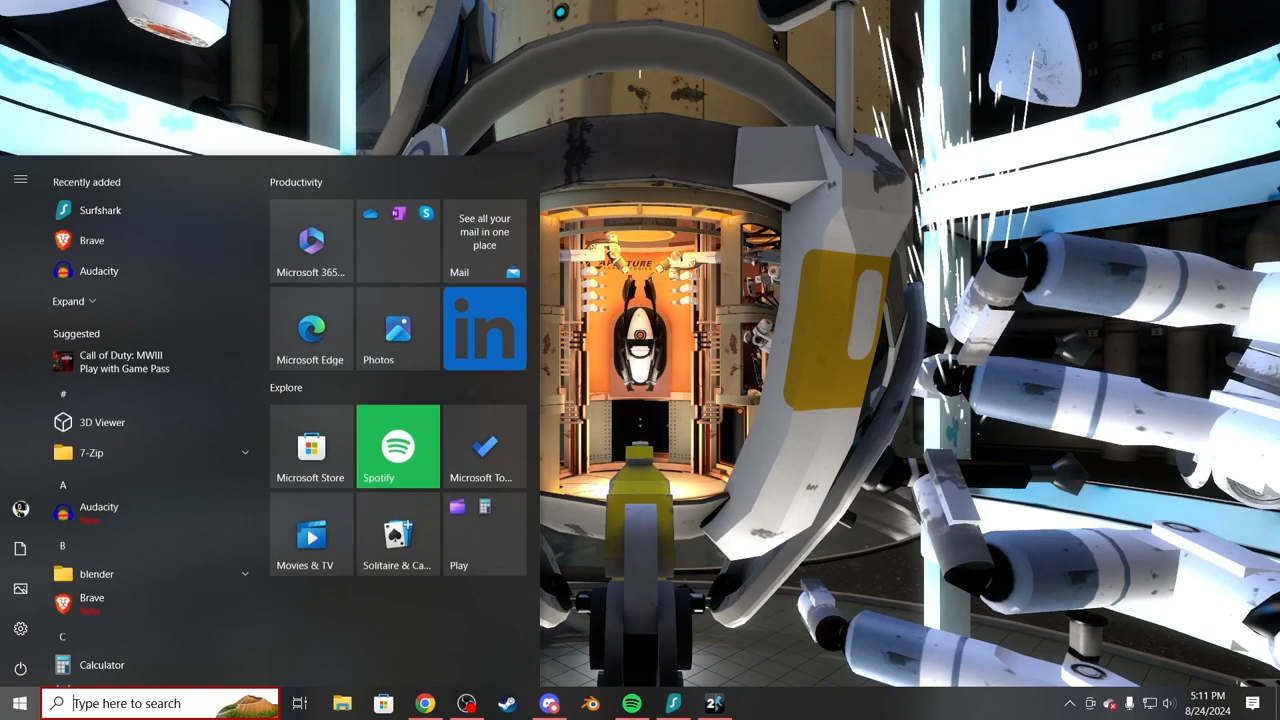 Recently added
Surfshark
Brave
Audacity
Expand
Suggested
Call of Duty: MWIII
Play with Game Pass
#
3D Viewer
7-Zip
A
Audacity
New
B
blender
Brave
New
C
Calculator
Productivity
Microsoft 365...
See all your
mail in one
place
Mail
Microsoft Edge
Photos
in
Explore
Microsoft Store
Spotify
Microsoft To...
Movies & TV
Solitaire & Ca...
Play
Type here to search
5:11 PM
8/24/2024